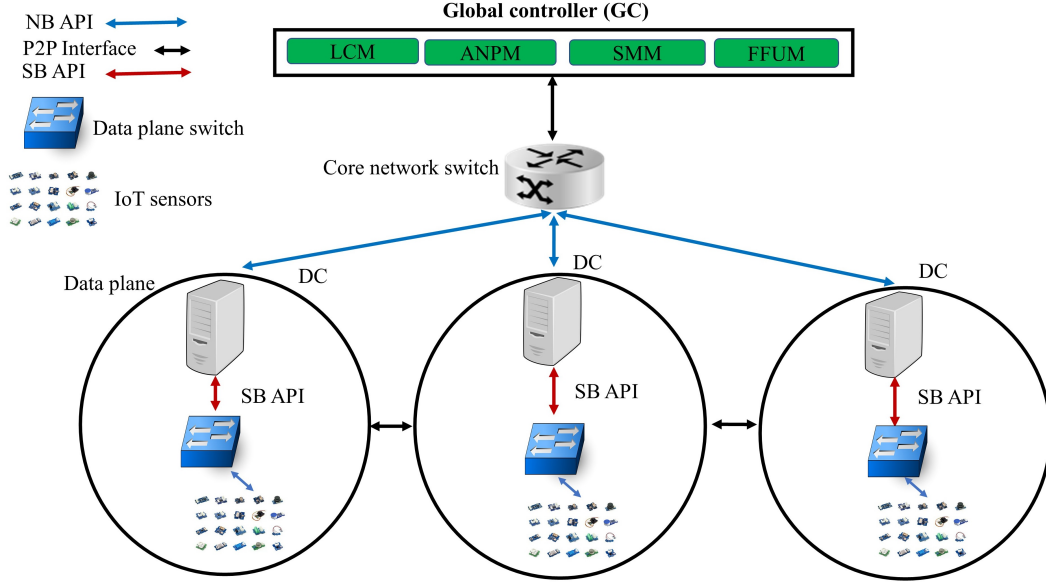 Global controller (GC)
NB API
P2P Interface
SB API
LCM
ANPM
SMM
FFUM
Data plane switch
Core network switch
IoT sensors
Data plane
DC
DC
DC
SB API
SB API
SB API